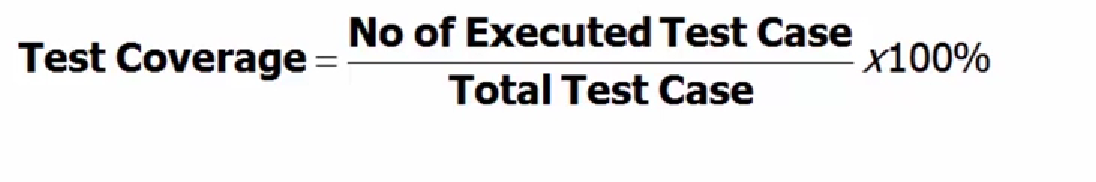 Test Coverage = No of Executed Test Case x100%
Total Test Case